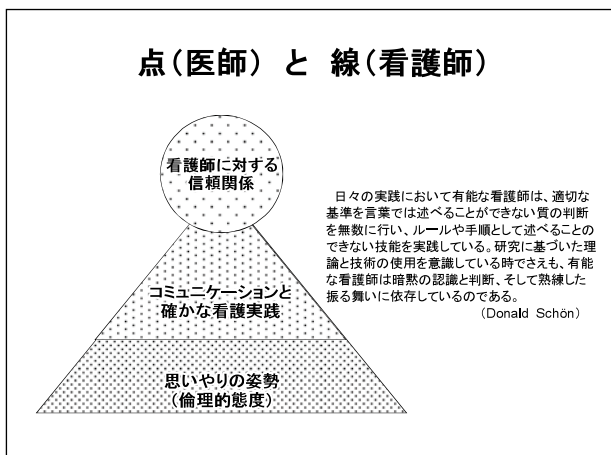 点（医師） と 線（看護師）
看護師に対する
信頼関係
コミュニケーションと
確かな看護実践
思いやりの姿勢
（倫理的態度）
日々の実践において有能な看護師は、適切な
基準を言葉では述べることができない質の判断
を無数に行い、ルールや手順として述べることの
できない技能を実践している。研究に基づいた理
論と技術の使用を意識している時でさえも、有能
な看護師は暗黙の認識と判断、そして熟練した
振る舞いに依存しているのである。
（Donald Schön）